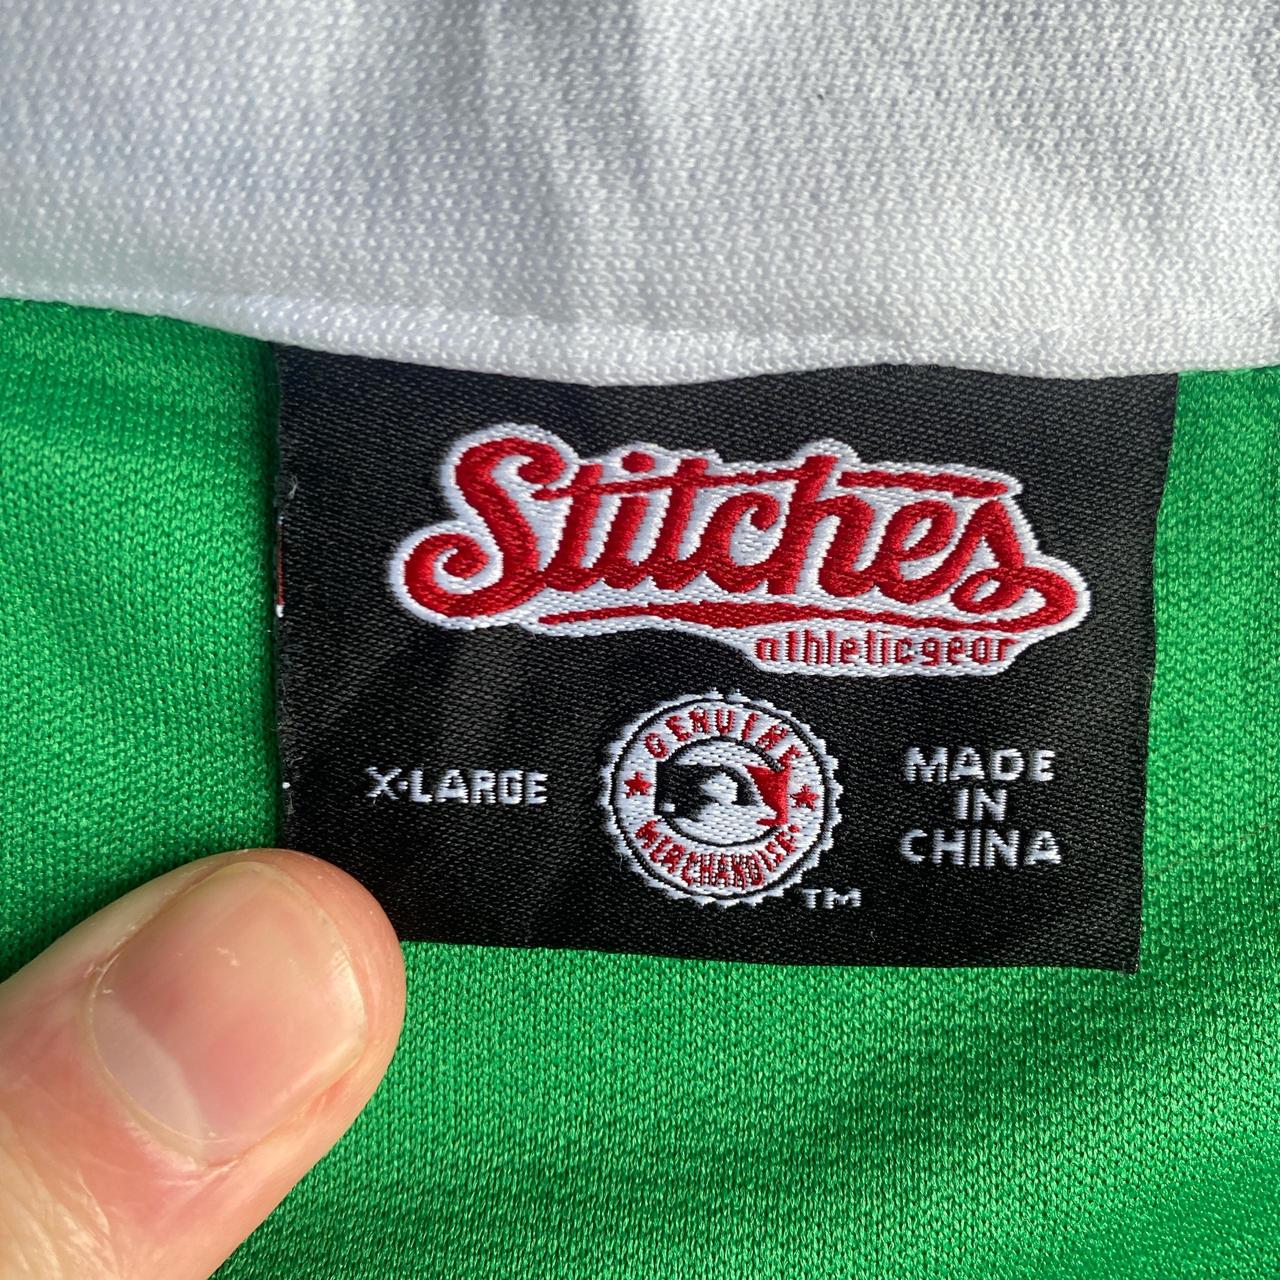 Stitches
athletic gear
X-LARGE
GENUINE
MERCHANDISE
TM
MADE
IN
CHINA